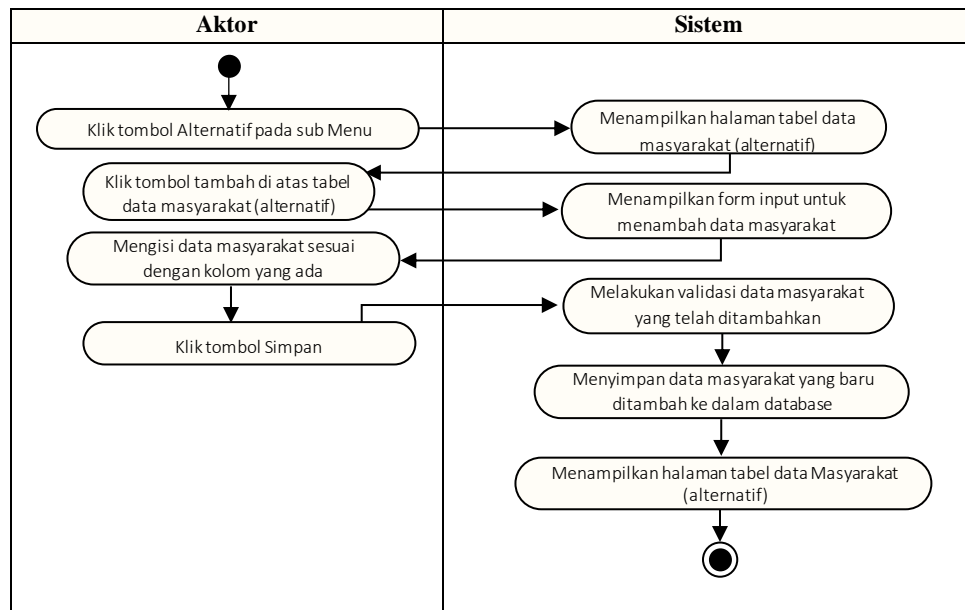 Aktor
Sistem
Klik tombol Alternatif pada sub Menu
Menampilkan halaman tabel data
masyarakat (alternatif)
Klik tombol tambah di atas tabel
data masyarakat (alternatif)
Menampilkan form input untuk
menambah data masyarakat
Mengisi data masyarakat sesuai
dengan kolom yang ada
Klik tombol Simpan
Melakukan validasi data masyarakat
yang telah ditambahkan
Menyimpan data masyarakat yang baru
ditambah ke dalam database
Menampilkan halaman tabel data Masyarakat
(alternatif)